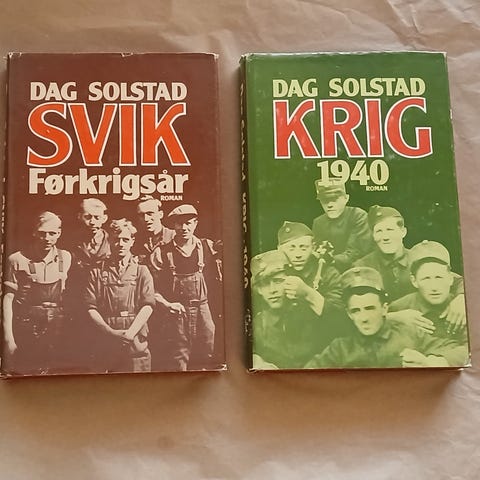 DAG SOLSTAD
SVIK
Førkrigsår
ROMAN
DAG SOLSTAD
KRIG
1940
ROMAN